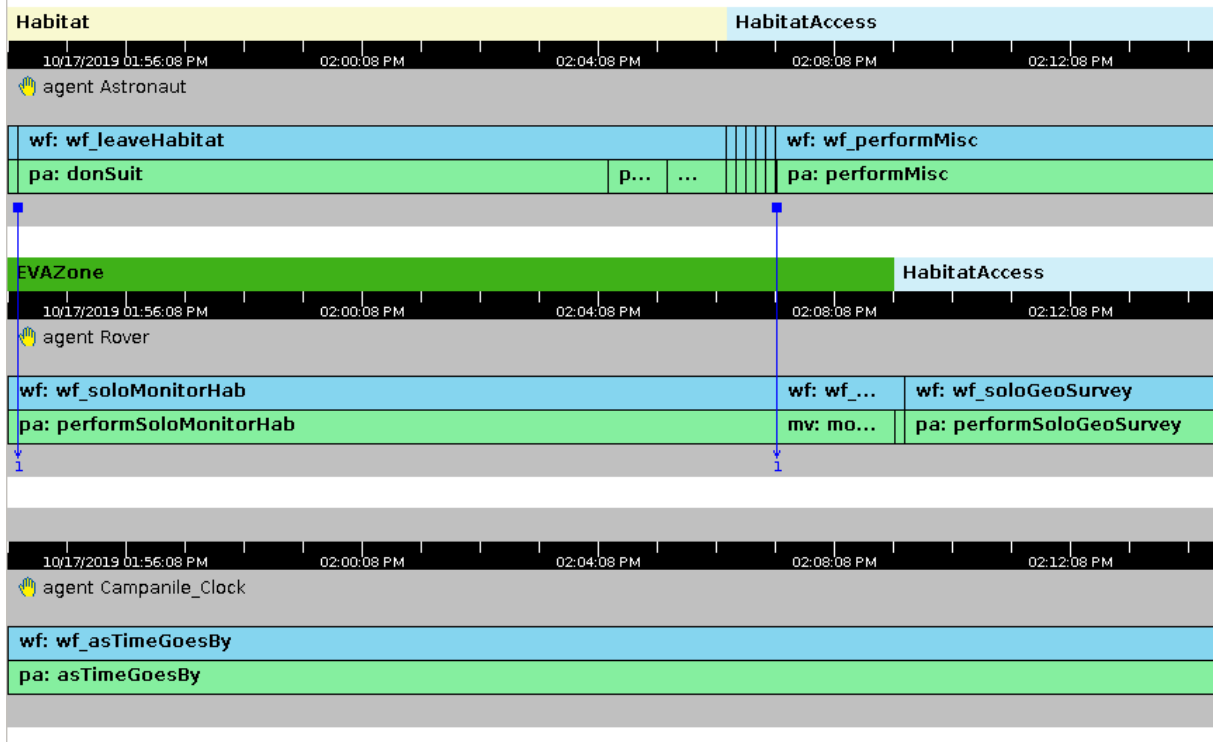 Habitat HabitatAccess
10/17/2019 01:56:08 PM 02:00:08 PM 02:04:08 PM 02:08:08 PM 02:12:08 PM
agent Astronaut
wf: wf_leaveHabitat wf: wf_performMisc
pa: donSuit p... ... pa: performMisc
EVAZone HabitatAccess
10/17/2019 01:56:08 PM 02:00:08 PM 02:04:08 PM 02:08:08 PM 02:12:08 PM
agent Rover
wf: wf_soloMonitorHab wf: wf_... wf: wf_soloGeoSurvey
pa: performSoloMonitorHab mv: mo... pa: performSoloGeoSurvey
1 1
10/17/2019 01:56:08 PM 02:00:08 PM 02:04:08 PM 02:08:08 PM 02:12:08 PM
agent Campanile_Clock
wf: wf_asTimeGoesBy
pa: asTimeGoesBy